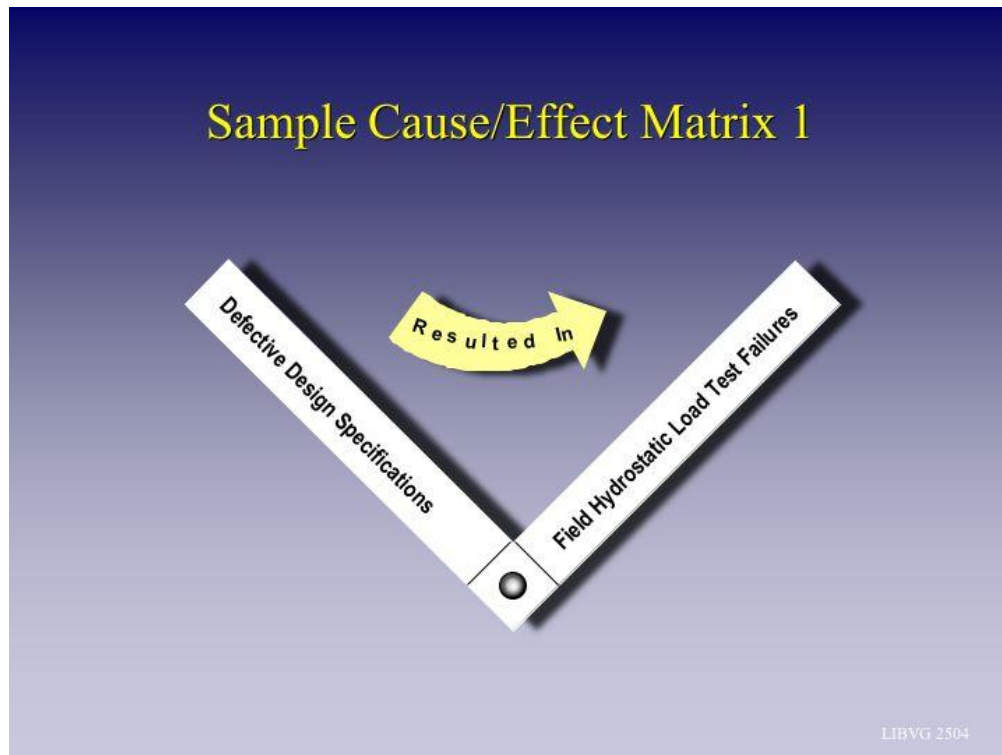 Sample Cause/Effect Matrix 1
Defective Design Specifications
Resulted In
Field Hydrostatic Load Test Failures
LIBVG 2504